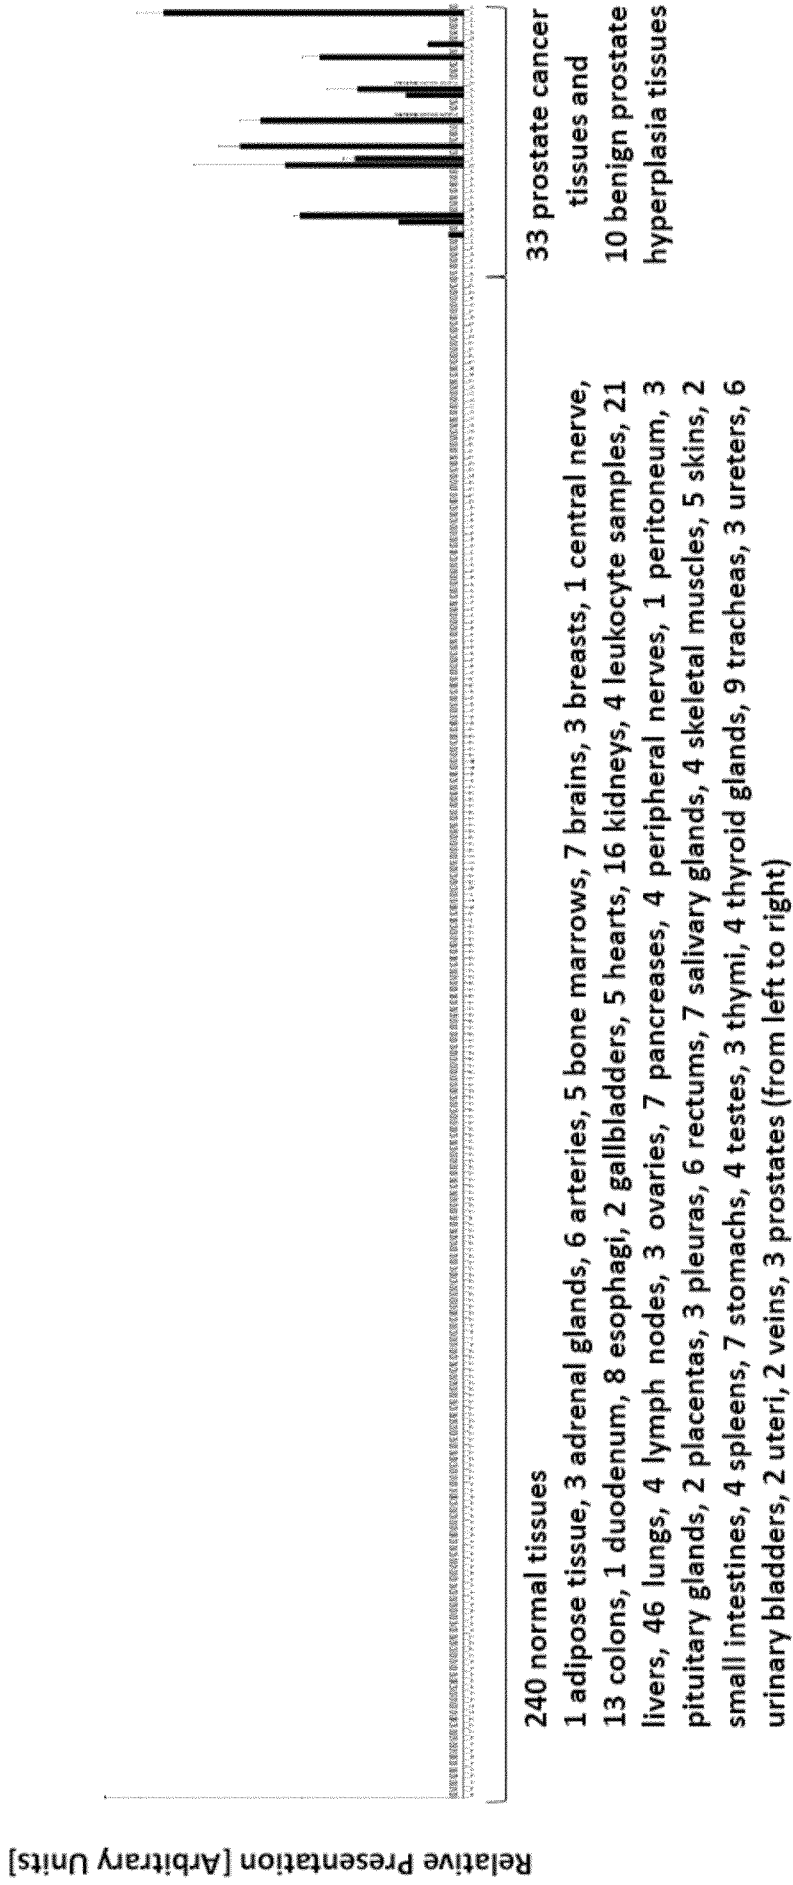 Relative Presentation [Arbitrary Units]
240 normal tissues
1 adipose tissue, 3 adrenal glands, 6 arteries, 5 bone marrows, 7 brains, 3 breasts, 1 central nerve,
13 colons, 1 duodenum, 8 esophagi, 2 gallbladders, 5 hearts, 16 kidneys, 4 leukocyte samples, 21
livers, 46 lungs, 4 lymph nodes, 3 ovaries, 7 pancreases, 4 peripheral nerves, 1 peritoneum, 3
pituitary glands, 2 placentas, 3 pleuras, 6 rectums, 7 salivary glands, 4 skeletal muscles, 5 skins, 2
small intestines, 4 spleens, 7 stomachs, 4 testes, 3 thymi, 4 thyroid glands, 9 tracheas, 3 ureters, 6
urinary bladders, 2 uteri, 2 veins, 3 prostates (from left to right)
33 prostate cancer
tissues and
10 benign prostate
hyperplasia tissues